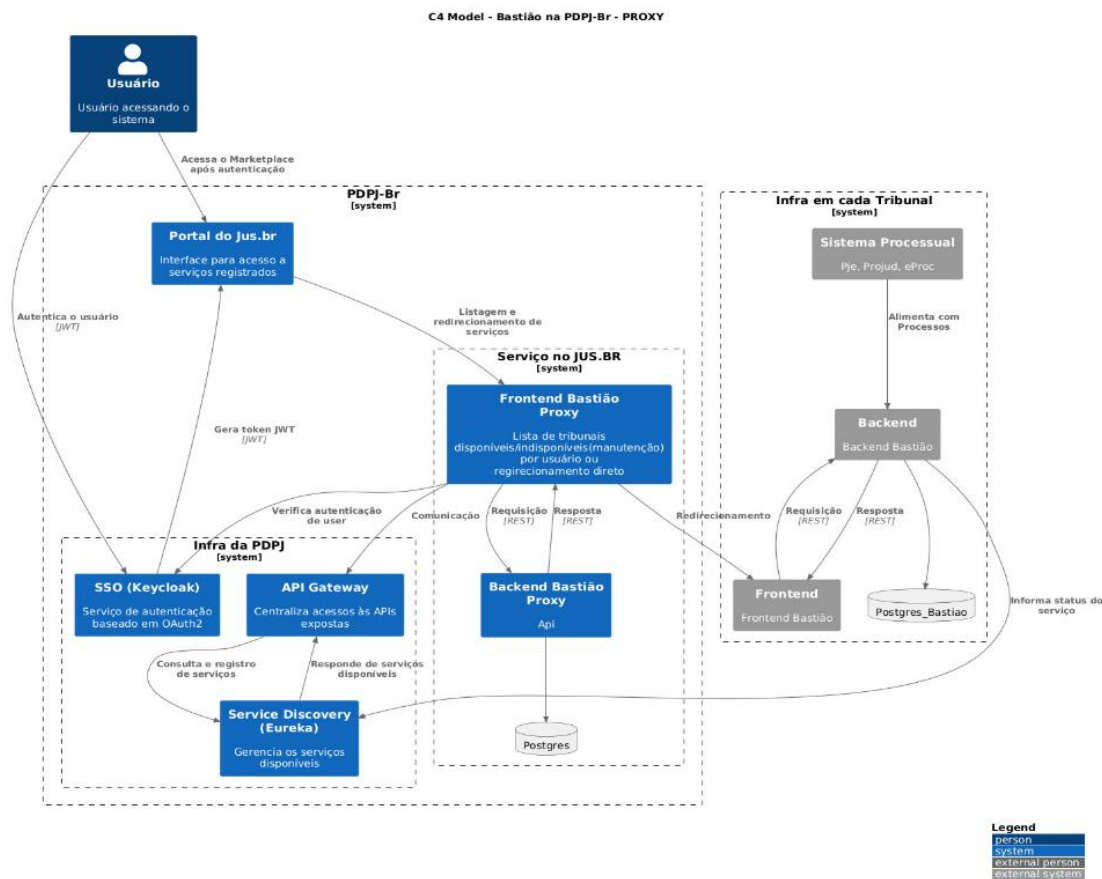 C4 Model - Bastião na PDPJ-Br - PROXY
Usuário
Usuário acessando o
sistema
Acessa o Marketplace
após autenticação
PDPJ-Br
[system]
Portal do Jus.br
Interface para acesso a
serviços registrados
Autentica o usuário
[JWT]
Listagem e
redirecionamento de
serviços
Gera token JWT
[JWT]
Serviço no JUS.BR
[system]
Frontend Bastião
Proxy
Lista de tribunais
disponíveis/indisponíveis(manutenção)
por usuário ou
regirecionamento direto
Verifica autenticação
de user
Comunicação
Requisição
[REST]
Resposta
[REST]
Redirecionamento
Backend Bastião
Proxy
Api
Postgres
Infra da PDPJ
[system]
SSO (Keycloak)
Serviço de autenticação
baseado em OAuth2
API Gateway
Centraliza acessos às APIs
expostas
Consulta e registro
de serviços
Responde de serviços
disponíveis
Service Discovery
(Eureka)
Gerencia os serviços
disponíveis
Infra em cada Tribunal
[system]
Sistema Processual
Pje, Projud, eProc
Alimenta com
Processos
Backend
Backend Bastião
Requisição
[REST]
Resposta
[REST]
Frontend
Frontend Bastião
Postgres_Bastiao
Informa status do
serviço
Legend
person
system
external person
external system